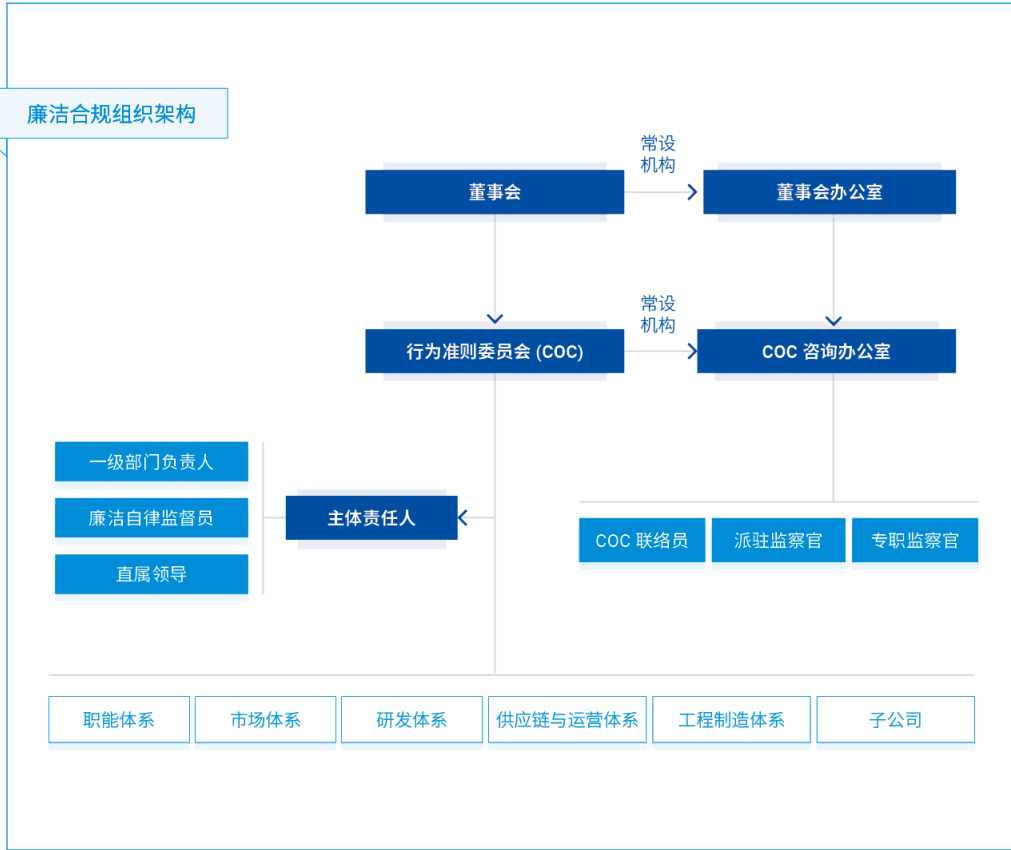 廉洁合规组织架构
常设
机构
董事会
董事会办公室
常设
机构
行为准则委员会 (COC)
COC 咨询办公室
一级部门负责人
廉洁自律监督员
直属领导
主体责任人
COC 联络员
派驻监察官
专职监察官
职能体系
市场体系
研发体系
供应链与运营体系
工程制造体系
子公司